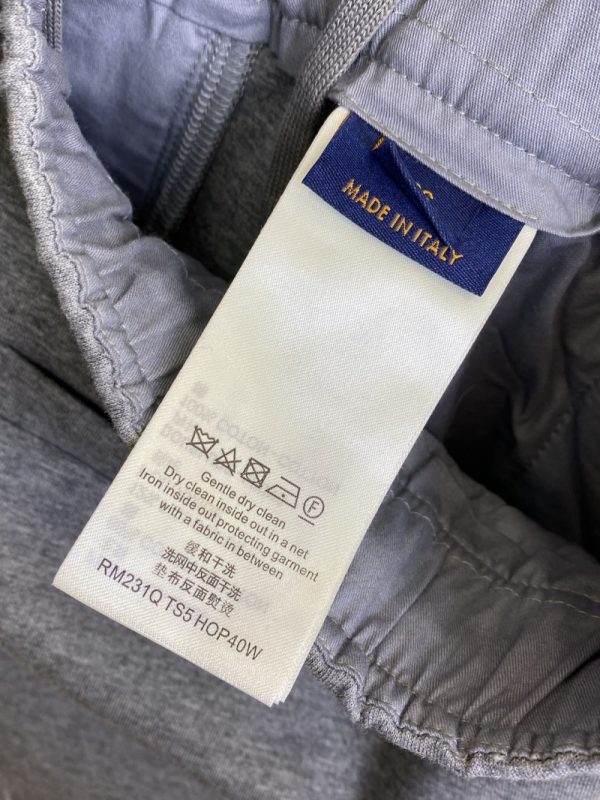 MADE IN ITALY
Gentle dry clean
Dry clean inside out in a net
Iron inside out protecting garment
with a fabric in between
缓和干洗
洗网中反面干洗
垫布反面熨烫
RM231Q TS5 HOP40W